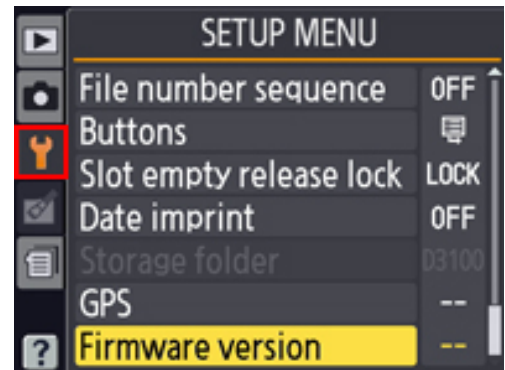 SETUP MENU
File number sequence OFF
Buttons
Slot empty release lock LOCK
Date imprint OFF
Storage folder D3100
GPS --
Firmware version --
?